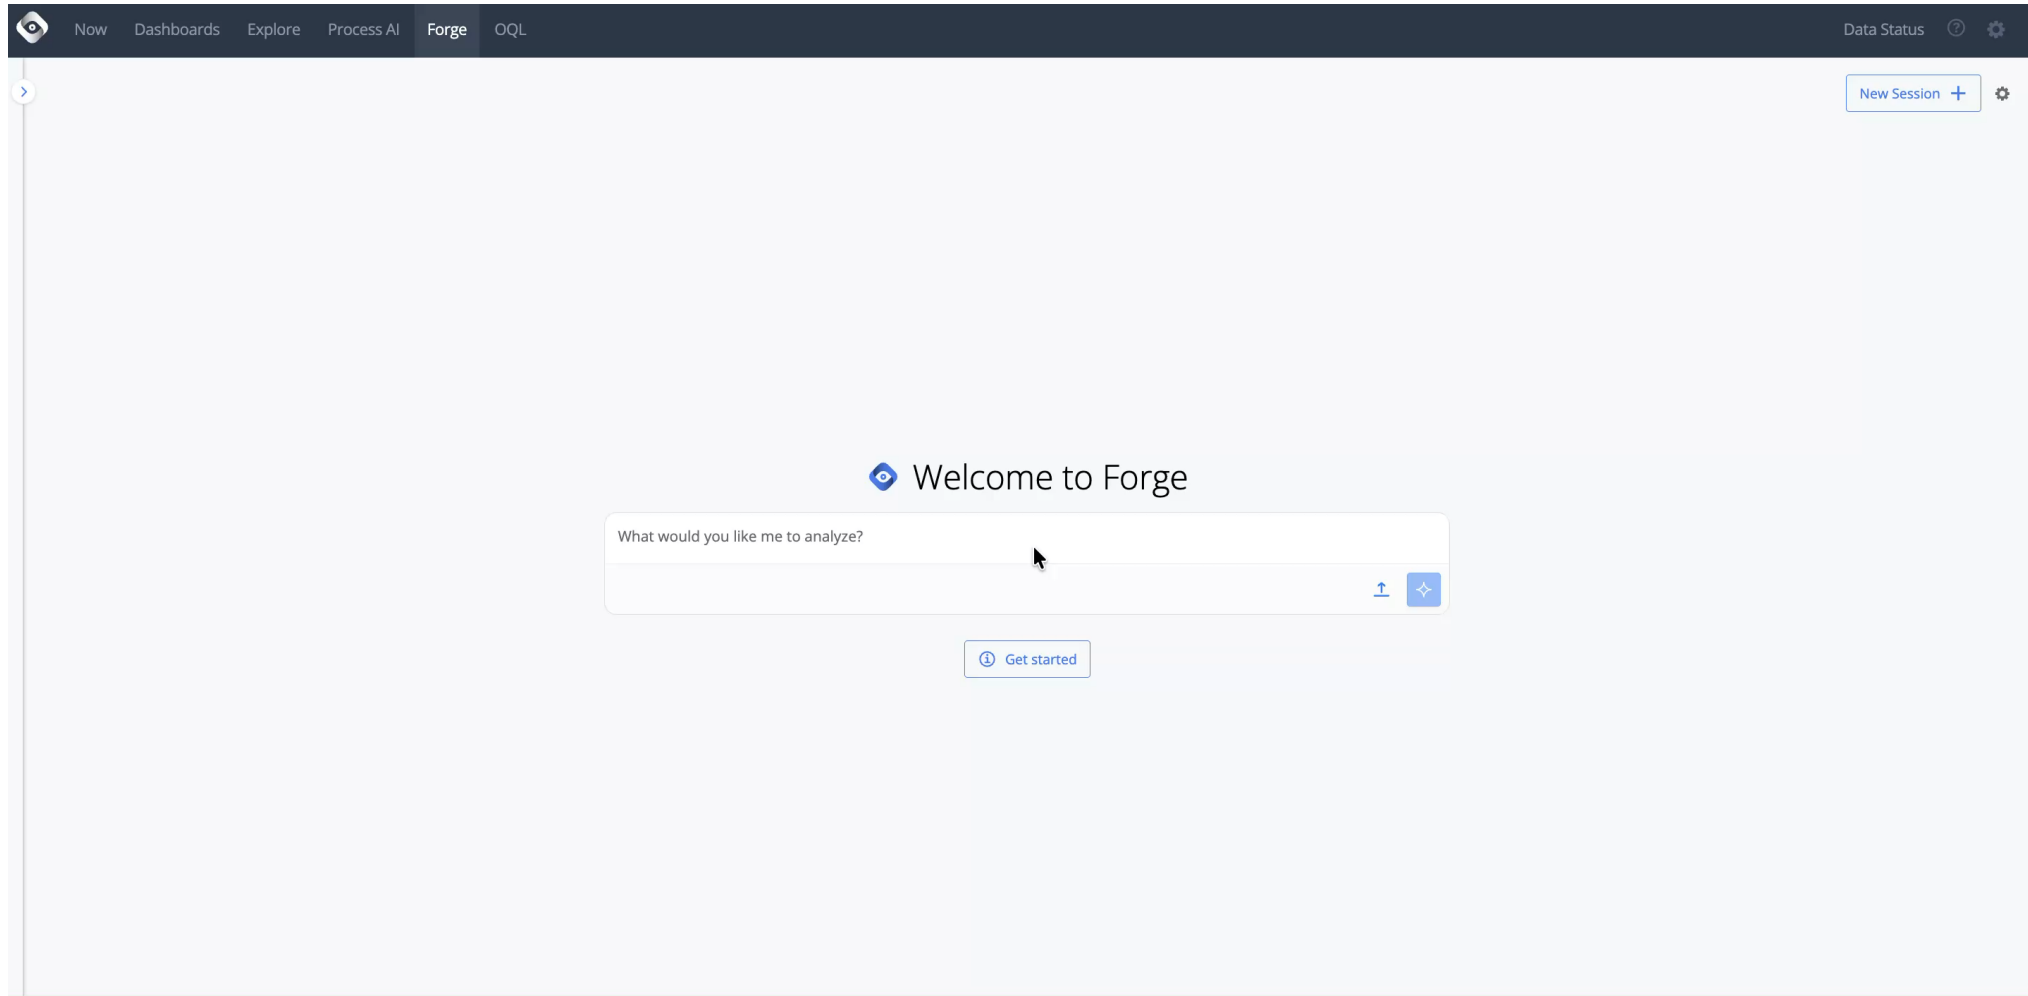 Now Dashboards Explore Process AI Forge OQL Data Status
New Session
Welcome to Forge
What would you like me to analyze?
Get started